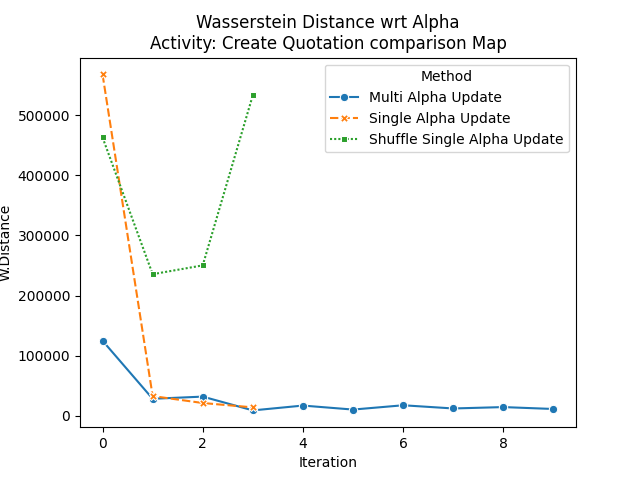 Wasserstein Distance wrt Alpha
Activity: Create Quotation comparison Map
Method
Multi Alpha Update
Single Alpha Update
Shuffle Single Alpha Update
W.Distance
500000
400000
300000
200000
100000
0
0 2 4 6 8
Iteration